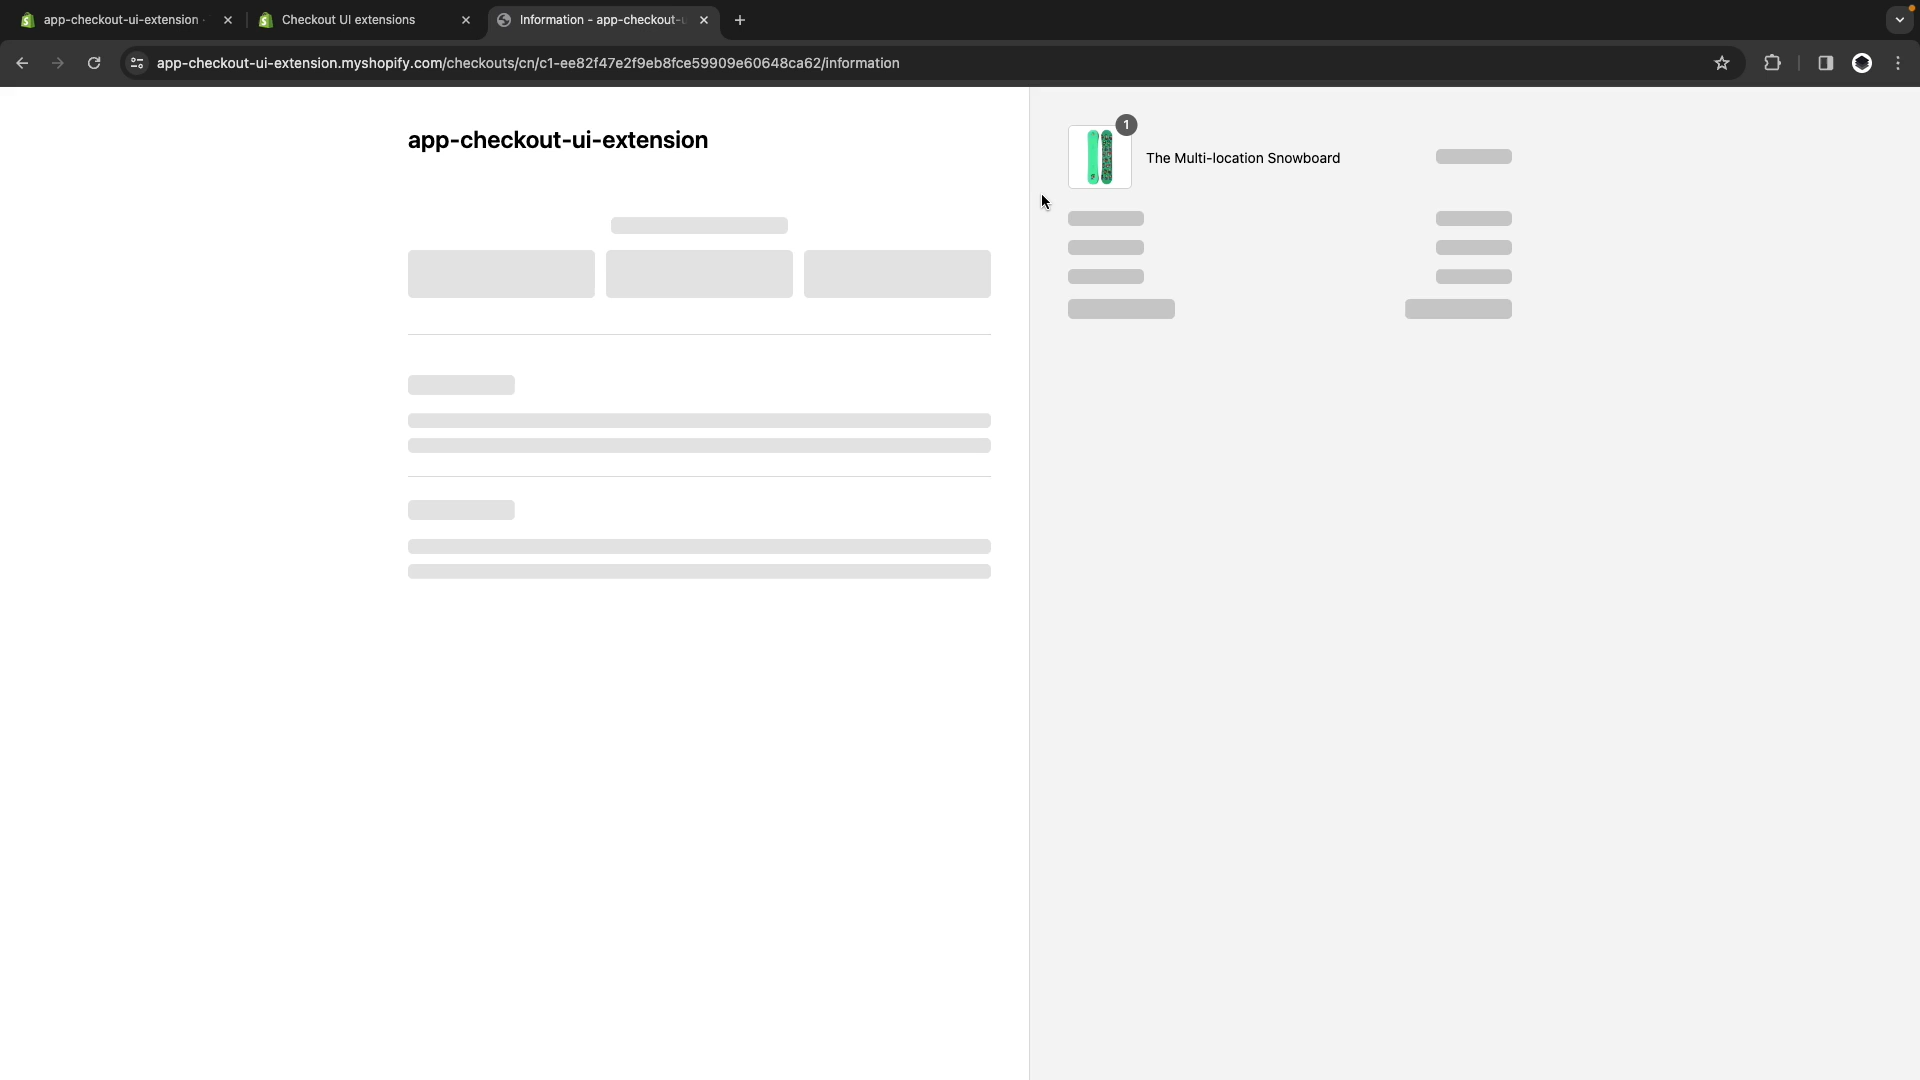 app-checkout-ui-extension ·
Checkout UI extensions
Information - app-checkout-u
app-checkout-ui-extension.myshopify.com/checkouts/cn/c1-ee82f47e2f9eb8fce59909e60648ca62/information
app-checkout-ui-extension
1
The Multi-location Snowboard